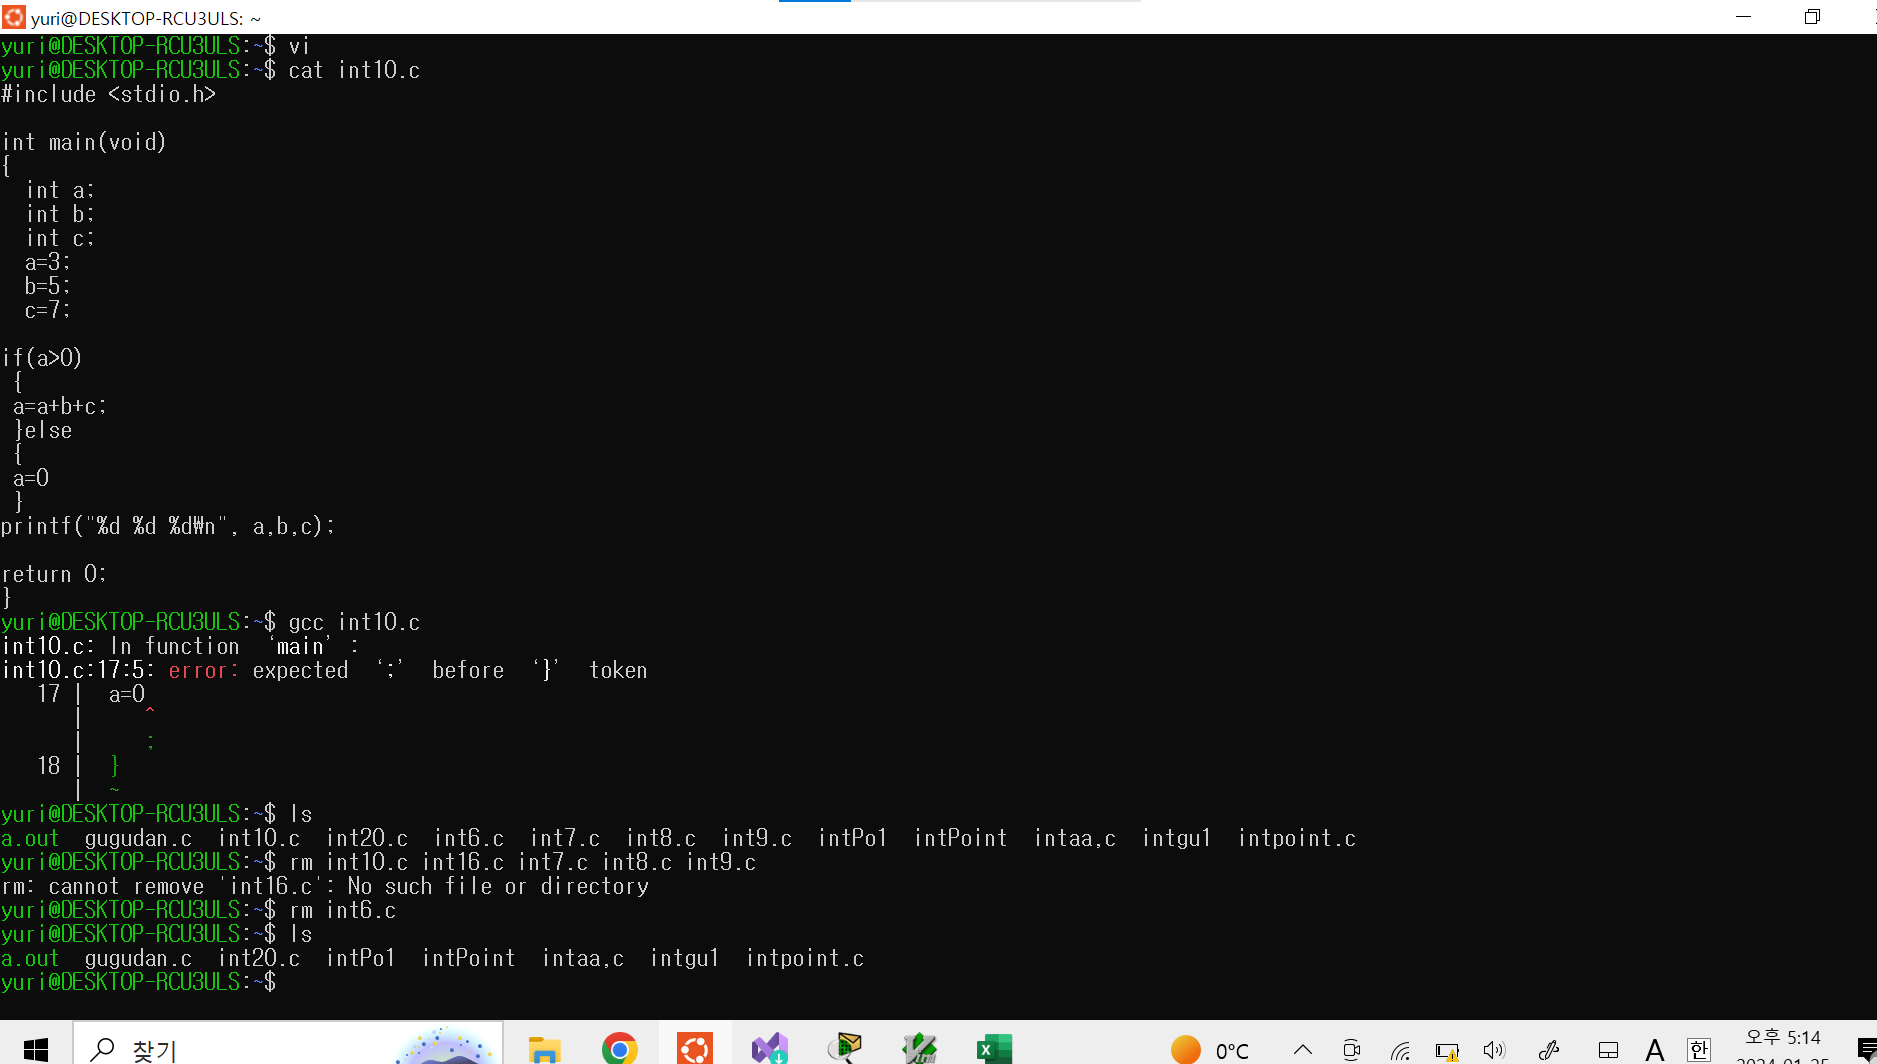 yuri@DESKTOP-RCU3ULS: ~
yuri@DESKTOP-RCU3ULS:~$ vi
yuri@DESKTOP-RCU3ULS:~$ cat int10.c
#include <stdio.h>
int main(void)
{
int a;
int b;
int c;
a=3;
b=5;
c=7;
if(a>0)
{
a=a+b+c;
}else
{
a=0
}
printf("%d %d %d₩n", a,b,c);
return 0;
}
yuri@DESKTOP-RCU3ULS:~$ gcc int10.c
int10.c: In function ‘main’ :
int10.c:17:5: error: expected ‘;’ before ‘}’ token
17 | a=0
| ^
| ;
18 | }
| ~
yuri@DESKTOP-RCU3ULS:~$ ls
a.out gugudan.c int10.c int20.c int6.c int7.c int8.c int9.c intPo1 intPoint intaa,c intgu1 intpoint.c
yuri@DESKTOP-RCU3ULS:~$ rm int10.c int16.c int7.c int8.c int9.c
rm: cannot remove 'int16.c': No such file or directory
yuri@DESKTOP-RCU3ULS:~$ rm int6.c
yuri@DESKTOP-RCU3ULS:~$ ls
a.out gugudan.c int20.c intPo1 intPoint intaa,c intgu1 intpoint.c
yuri@DESKTOP-RCU3ULS:~$
찾기
0°C
A
한
오후 5:14